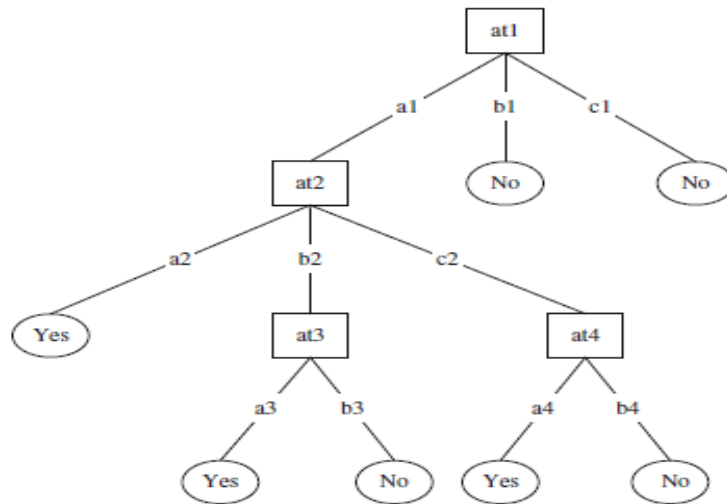 at1
a1 b1 c1
at2 No No
a2 b2 c2
Yes at3 at4
a3 b3 a4 b4
Yes No Yes No